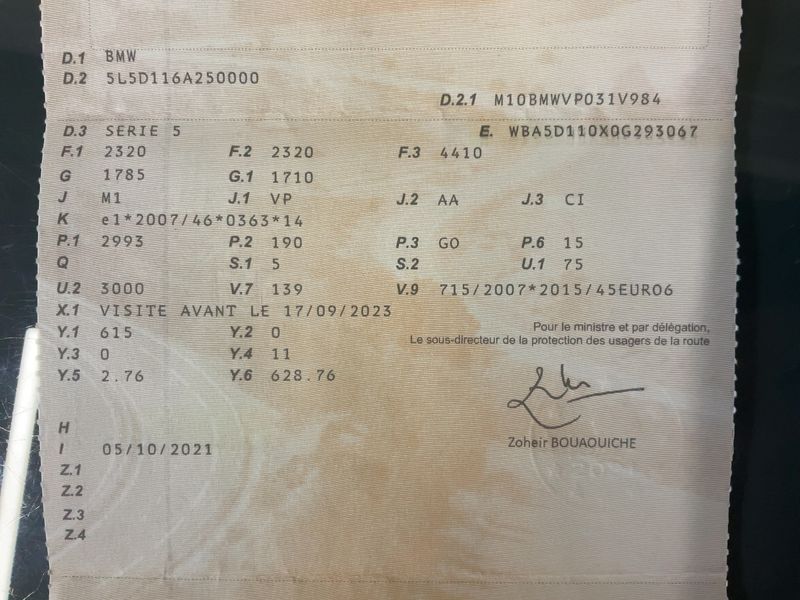 D.1 BMW
D.2 5L5D116A250000
D.2.1 M10BMWVP031V984
D.3 SERIE 5 E. WBA5D110X0G293067
F.1 2320 F.2 2320 F.3 4410
G 1785 G.1 1710
J M1 J.1 VP J.2 AA J.3 CI
K e1*2007/46*0363*14
P.1 2993 P.2 190 P.3 GO P.6 15
Q S.1 5 S.2 U.1 75
U.2 3000 V.7 139 V.9 715/2007*2015/45EURO6
X.1 VISITE AVANT LE 17/09/2023
Y.1 615 Y.2 0
Pour le ministre et par délégation,
Le sous-directeur de la protection des usagers de la route
Y.3 0 Y.4 11
Y.5 2.76 Y.6 628.76
H
Zoheir BOUAOUICHE
I 05/10/2021
Z.1
Z.2
Z.3
Z.4